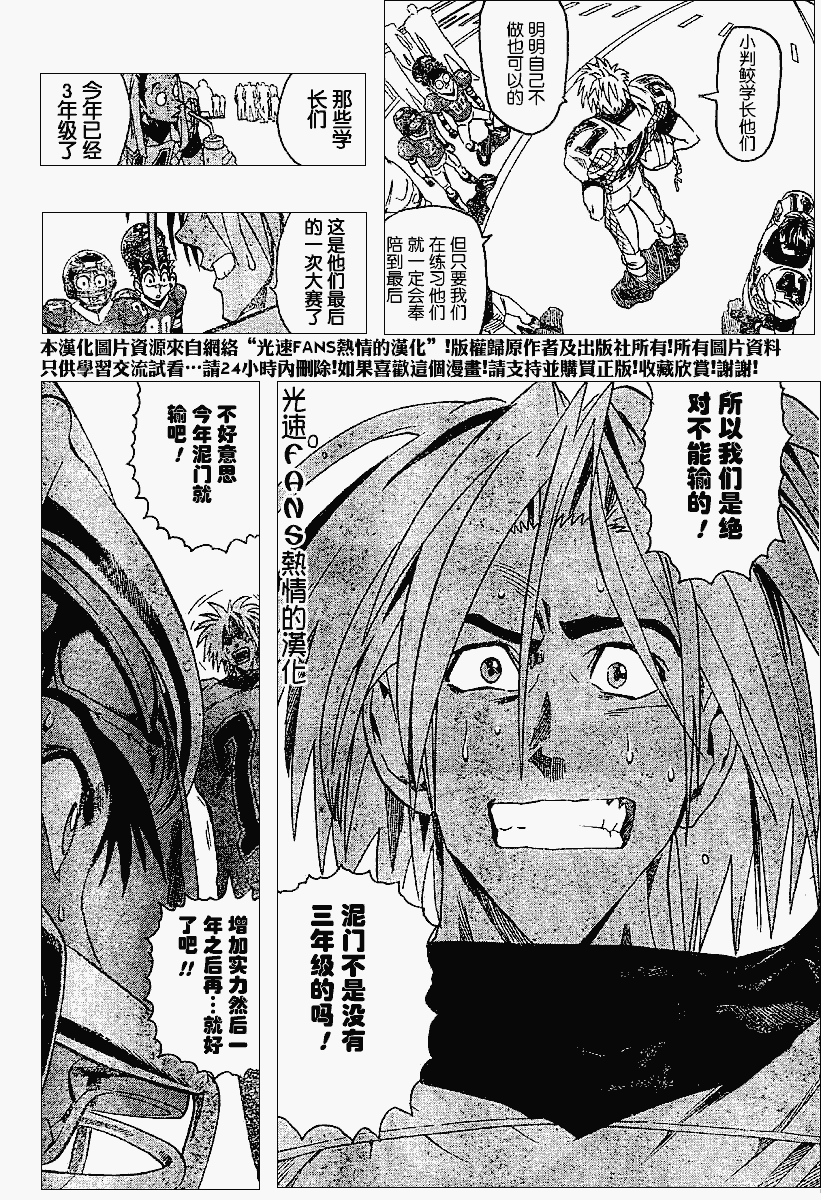 小判鲛学长他们
明明自己不
做也可以的
但只要我们
在练习他们
就一定会奉
陪到最后
那些学
长们
今年已经
3年级了
这是他们最后
的一次大赛了
本漢化圖片資源來自網絡“光速FANS熱情的漢化”!版權歸原作者及出版社所有!所有圖片資料
只供學習交流試看…請24小時內刪除!如果喜歡這個漫畫!請支持並購買正版!收藏欣賞!謝謝!
所以我们是绝
对不能输的!
光速FANS熱情的漢化
泥门不是没有
三年级的吗!
不好意思
今年泥门就
输吧!
增加实力然后一
年之后再…就好
了吧!!
1
4
7